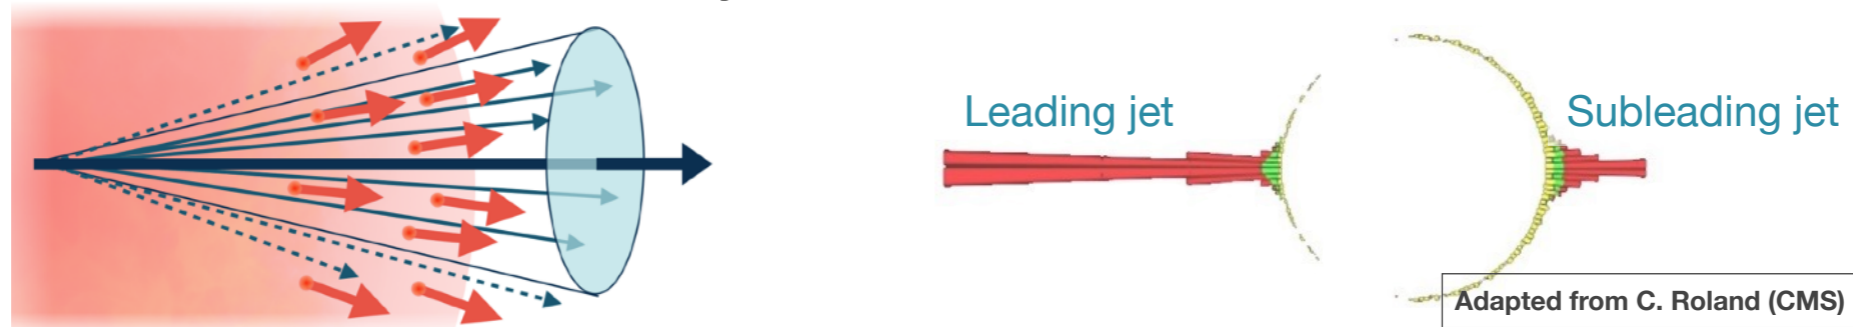 Leading jet
Subleading jet
Adapted from C. Roland (CMS)